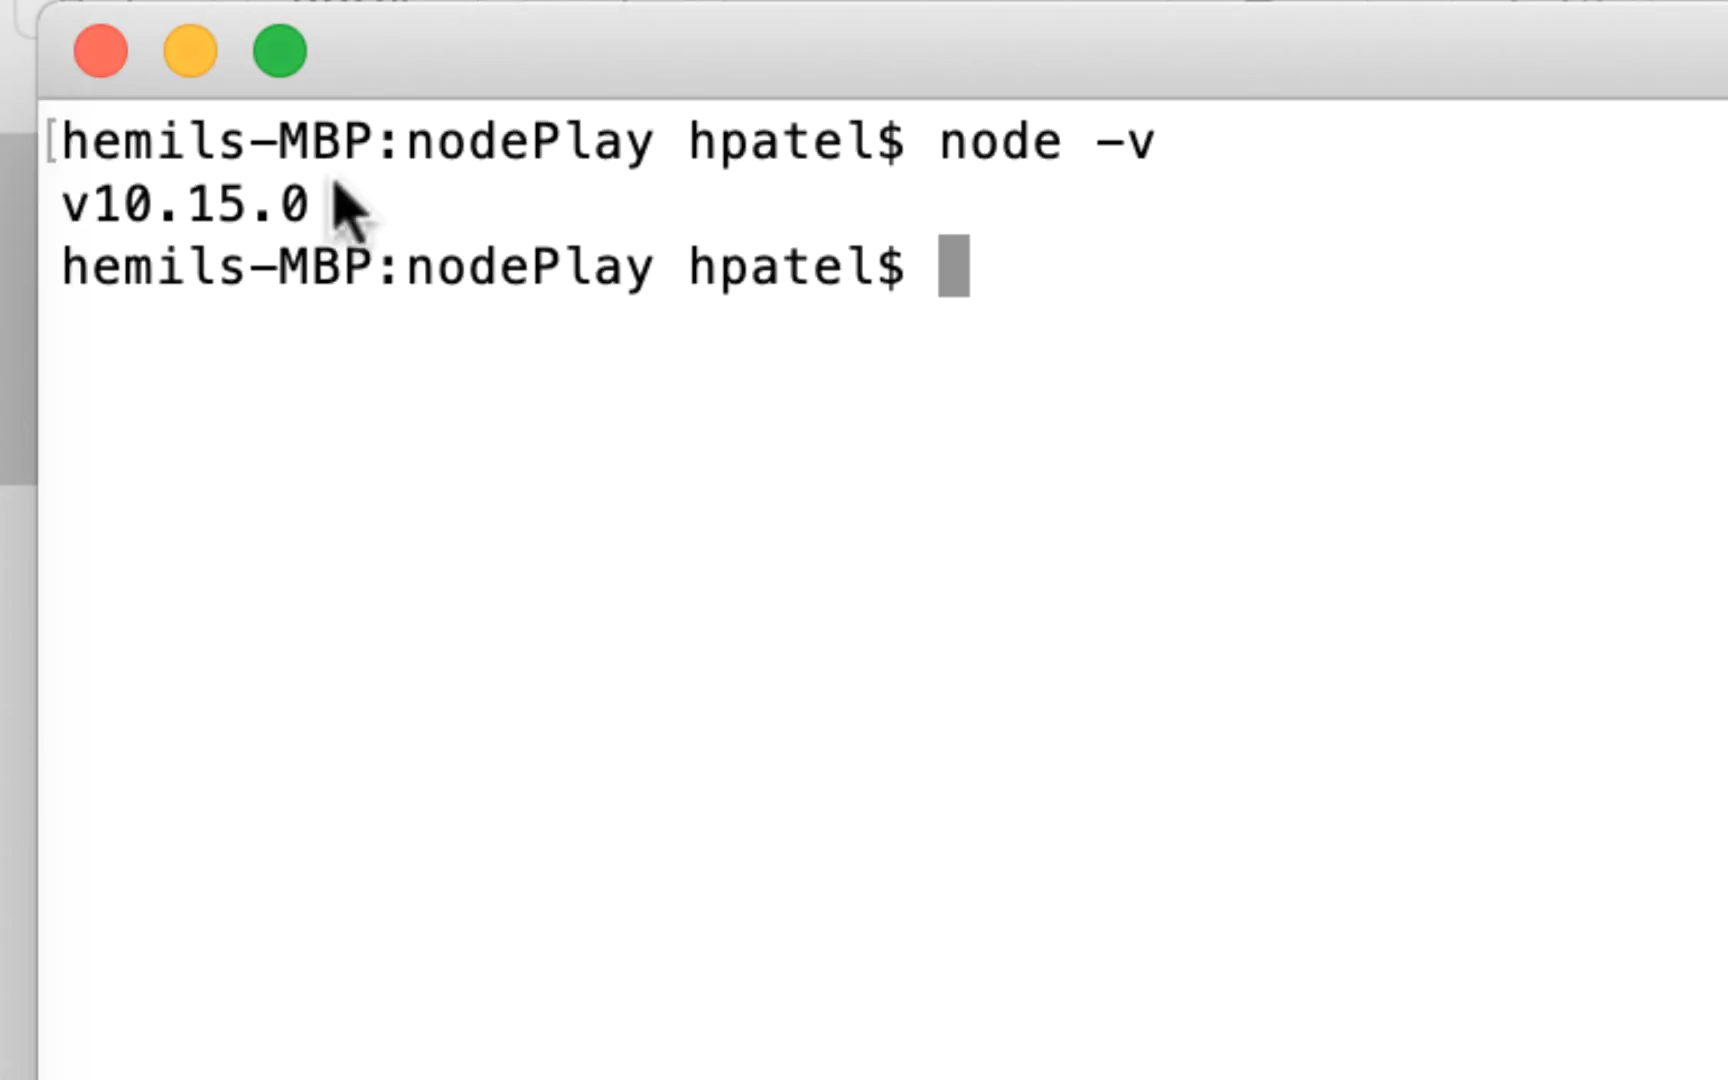 [hemils-MBP:nodePlay hpatel$ node -v
v10.15.0
hemils-MBP:nodePlay hpatel$